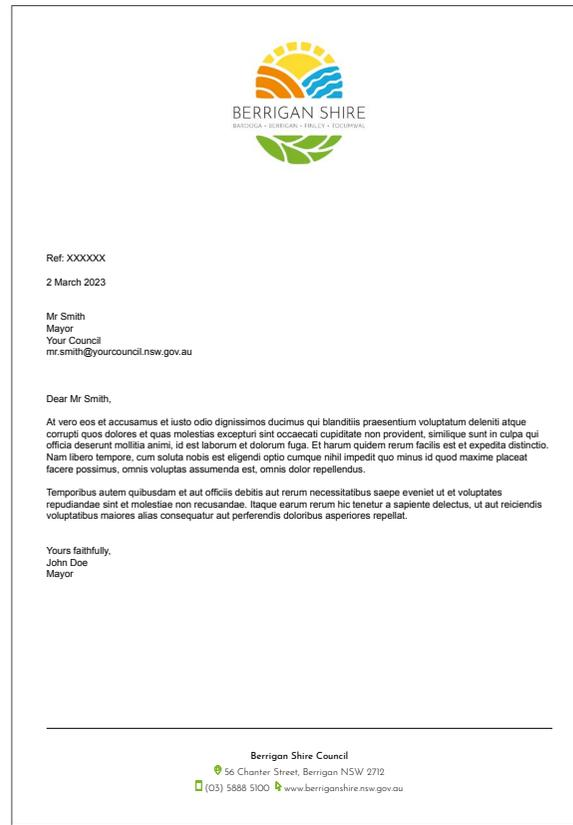 BERRIGAN SHIRE
BAROOGA • BERRIGAN • FINLEY • TOCUMWAL
Ref: XXXXXX
2 March 2023
Mr Smith
Mayor
Your Council
mr.smith@yourcouncil.nsw.gov.au
Dear Mr Smith,
At vero eos et accusamus et iusto odio dignissimos ducimus qui blanditiis praesentium voluptatum deleniti atque
corrupti quos dolores et quas molestias excepturi sint occaecati cupiditate non provident, similique sunt in culpa qui
officia deserunt mollitia animi, id est laborum et dolorum fuga. Et harum quidem rerum facilis est et expedita distinctio.
Nam libero tempore, cum soluta nobis est eligendi optio cumque nihil impedit quo minus id quod maxime placeat
facere possimus, omnis voluptas assumenda est, omnis dolor repellendus.
Temporibus autem quibusdam et aut officiis debitis aut rerum necessitatibus saepe eveniet ut et voluptates
repudiandae sint et molestiae non recusandae. Itaque earum rerum hic tenetur a sapiente delectus, ut aut reiciendis
voluptatibus maiores alias consequatur aut perferendis doloribus asperiores repellat.
Yours faithfully,
John Doe
Mayor
Berrigan Shire Council
56 Chanter Street, Berrigan NSW 2712
(03) 5888 5100 www.berriganshire.nsw.gov.au